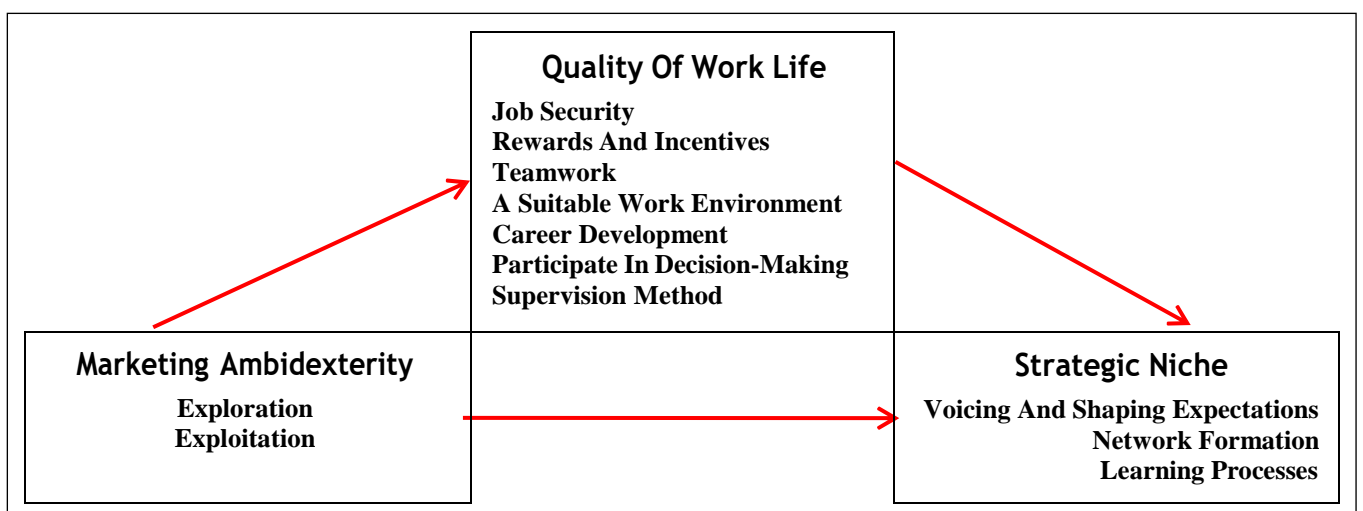 Quality Of Work Life
Job Security
Rewards And Incentives
Teamwork
A Suitable Work Environment
Career Development
Participate In Decision-Making
Supervision Method
Marketing Ambidexterity
Exploration
Exploitation
Strategic Niche
Voicing And Shaping Expectations
Network Formation
Learning Processes